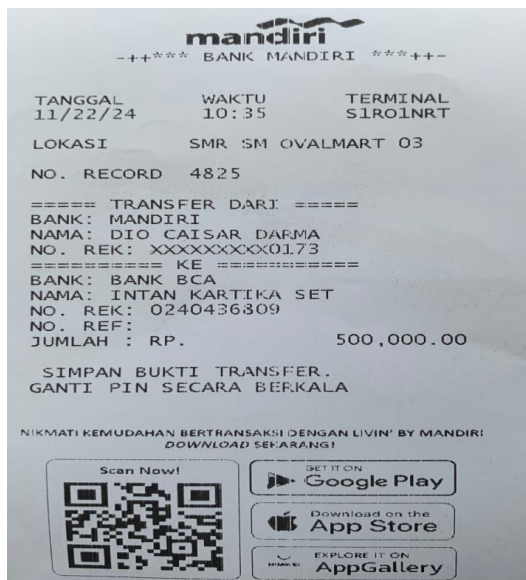 mandiri
-++*** BANK MANDIRI ***++-
TANGGAL WAKTU TERMINAL
11/22/24 10:35 S1RO1NRT
LOKASI SMR SM OVALMART 03
NO. RECORD 4825
===== TRANSFER DARI =====
BANK: MANDIRI
NAMA: DIO CAISAR DARMA
NO. REK: XXXXXXXXX0173
========== KE ===========
BANK: BANK BCA
NAMA: INTAN KARTIKA SET
NO. REK: 0240436809
NO. REF:
JUMLAH : RP. 500,000.00
SIMPAN BUKTI TRANSFER.
GANTI PIN SECARA BERKALA
NIKMATI KEMUDAHAN BERTRANSAKSI DENGAN LIVIN' BY MANDIRI
DOWNLOAD SEKARANG!
Scan Now!
GET IT ON
Google Play
Download on the
App Store
EXPLORE IT ON
AppGallery